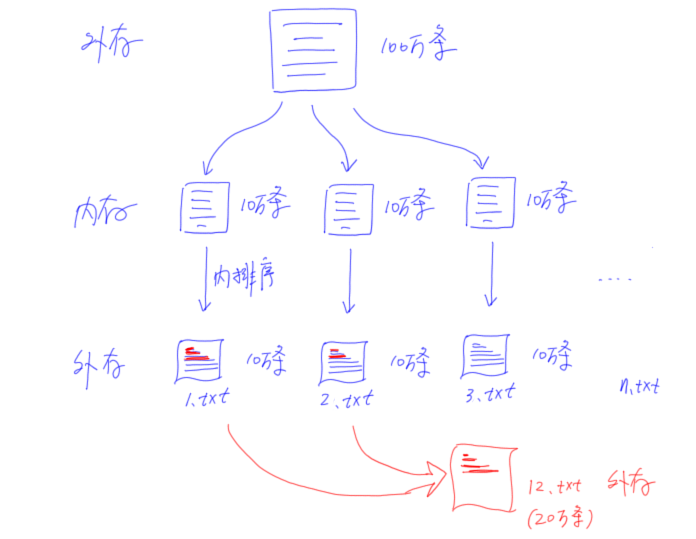 外存 100万条
内存 10万条 10万条 10万条
内排序 ....
外存 10万条 10万条 10万条
1.txt 2.txt 3.txt n.txt
12.txt 外存
(20万条)